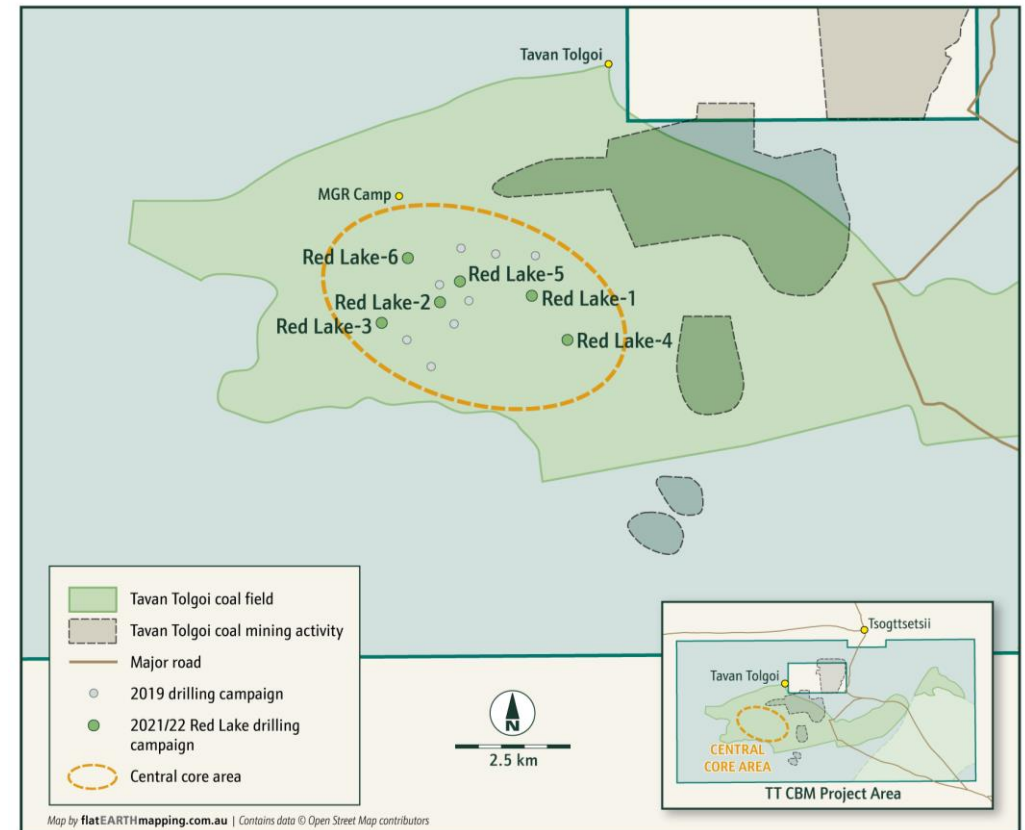 Tavan Tolgoi
MGR Camp
Red Lake-6
Red Lake-5
Red Lake-2
Red Lake-1
Red Lake-3
Red Lake-4
Tavan Tolgoi coal field
Tavan Tolgoi coal mining activity
Major road
2019 drilling campaign
2021/22 Red Lake drilling
campaign
Central core area
N
2.5 km
Tsogttsetsii
Tavan Tolgoi
CENTRAL
CORE AREA
TT CBM Project Area
Map by flatEARTHmapping.com.au | Contains data © Open Street Map contributors